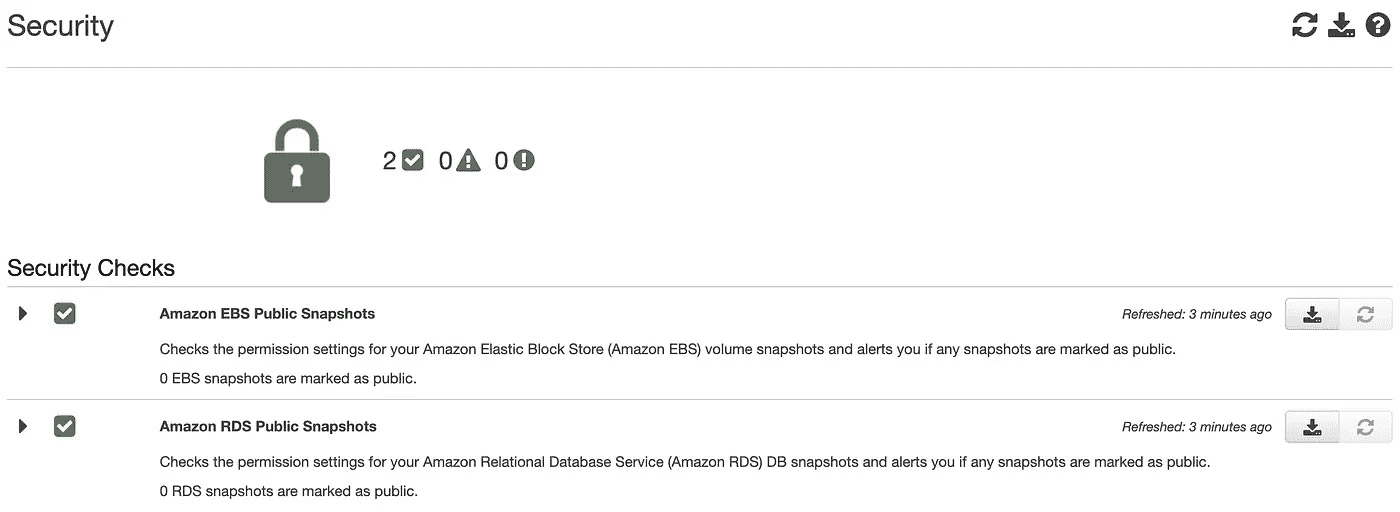 Security
2 0 0
Security Checks
Amazon EBS Public Snapshots Refreshed: 3 minutes ago
Checks the permission settings for your Amazon Elastic Block Store (Amazon EBS) volume snapshots and alerts you if any snapshots are marked as public.
0 EBS snapshots are marked as public.
Amazon RDS Public Snapshots Refreshed: 3 minutes ago
Checks the permission settings for your Amazon Relational Database Service (Amazon RDS) DB snapshots and alerts you if any snapshots are marked as public.
0 RDS snapshots are marked as public.